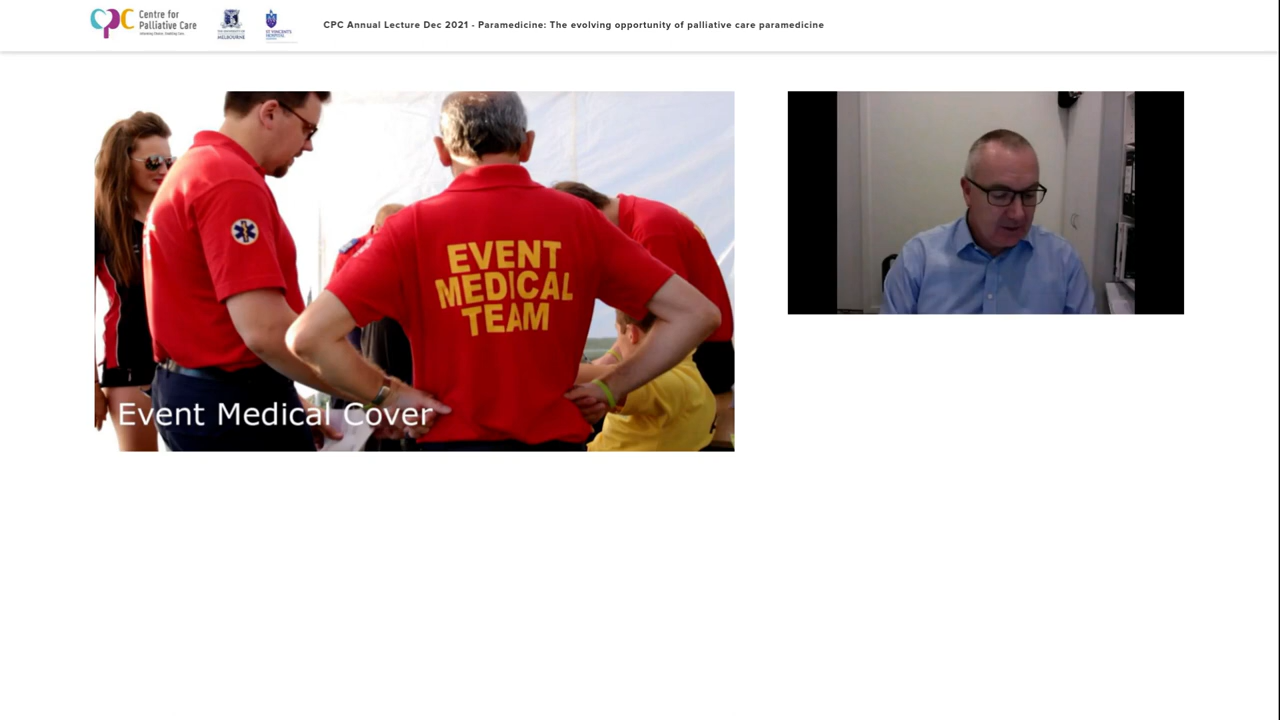 cpc Centre for
Palliative Care
CPC Annual Lecture Dec 2021 - Paramedicine: The evolving opportunity of palliative care paramedicine
EVENT
MEDICAL
TEAM
Event Medical Cover